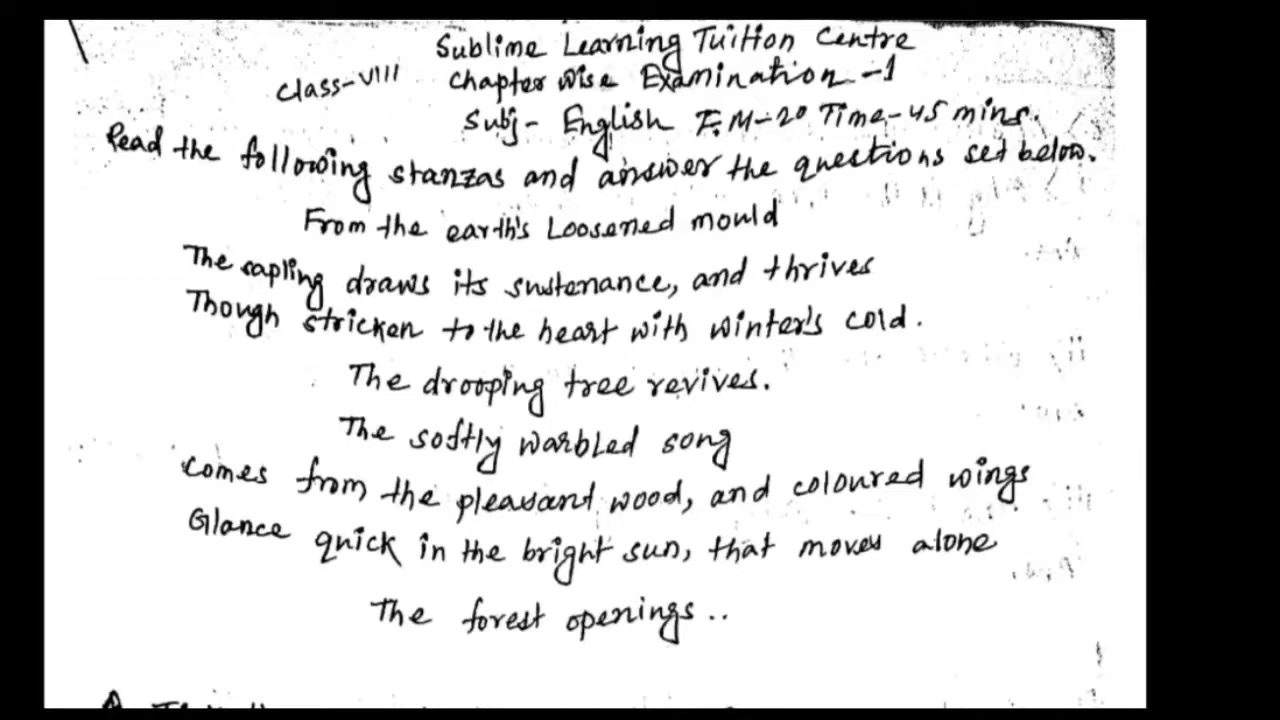 Sublime Learning Tuition Centre
Class-VIII Chapter wise Examination -1
Subj- English F.M-20 Time-45 mins.
Read the following stanzas and answer the questions set below.
From the earth's Loosened mould
The sapling draws its sustenance, and thrives
Though stricken to the heart with winter's cold.
The drooping tree revives.
The softly warbled song
comes from the pleasant wood, and coloured wings
Glance quick in the bright sun, that moves alone
The forest openings..